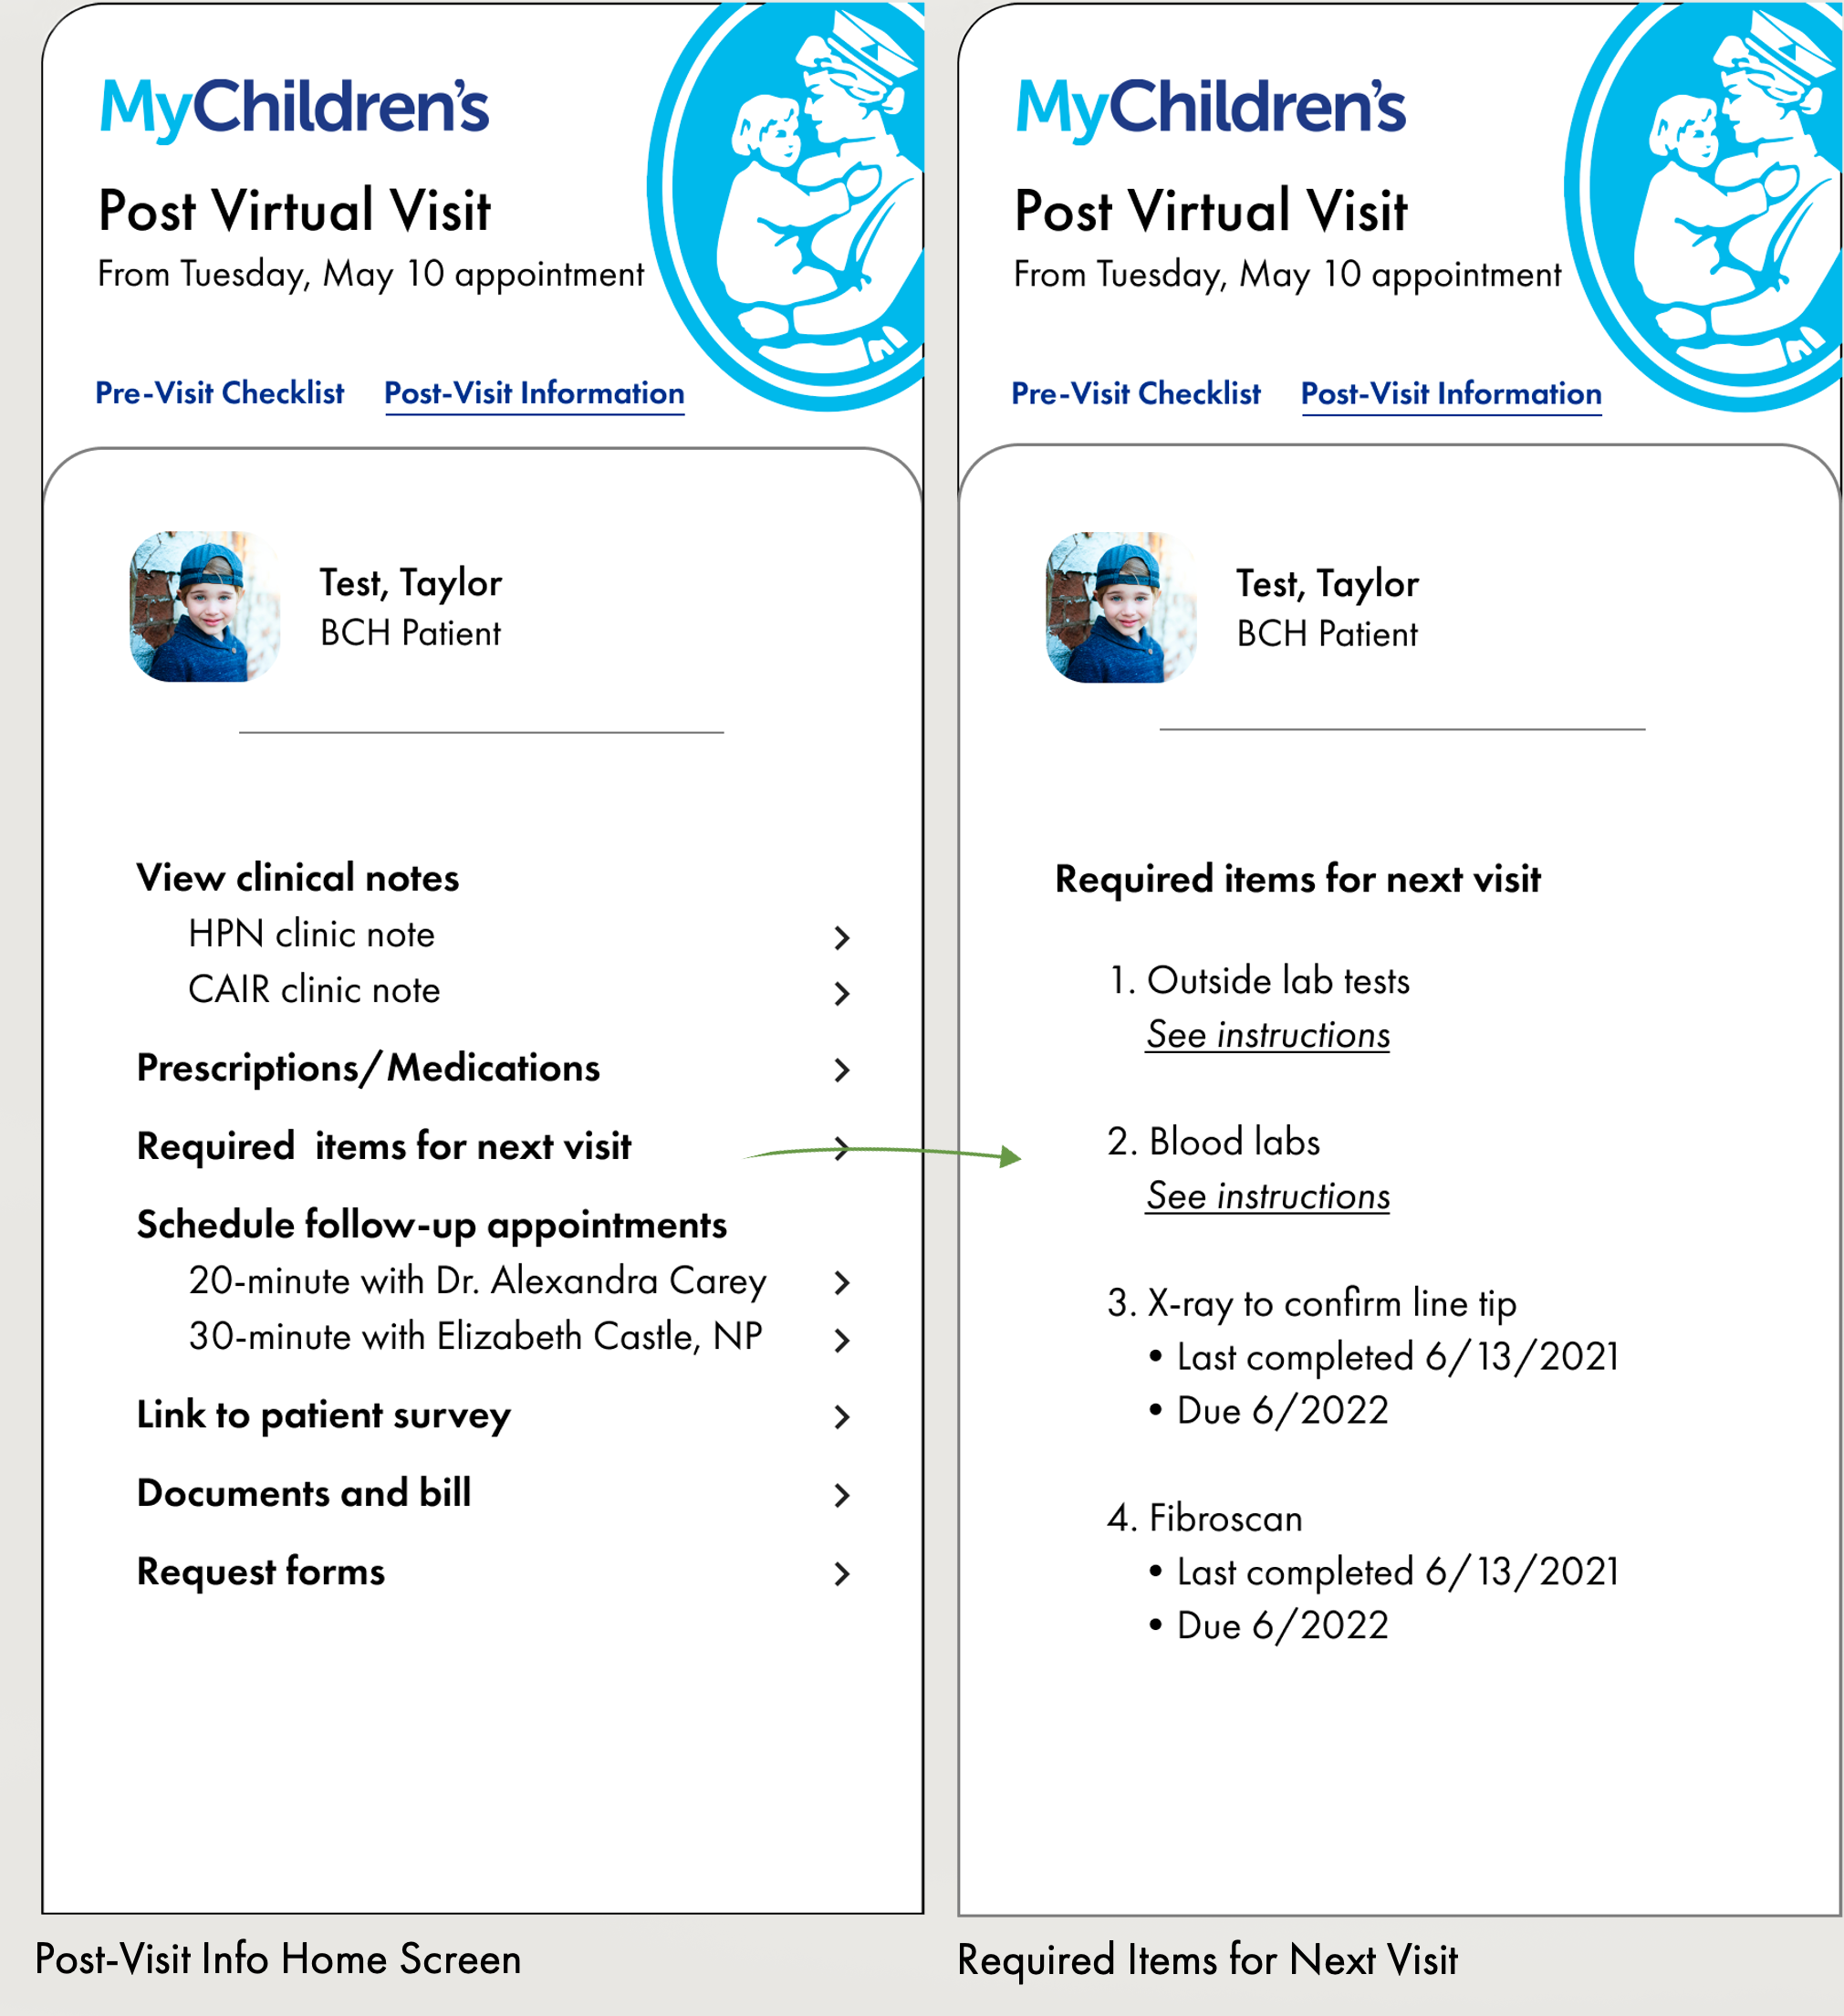 MyChildren's
Post Virtual Visit
From Tuesday, May 10 appointment
Pre-Visit Checklist Post-Visit Information
Test, Taylor
BCH Patient
View clinical notes
HPN clinic note
CAIR clinic note
Prescriptions/Medications
Required items for next visit
Schedule follow-up appointments
20-minute with Dr. Alexandra Carey
30-minute with Elizabeth Castle, NP
Link to patient survey
Documents and bill
Request forms
Post-Visit Info Home Screen
MyChildren's
Post Virtual Visit
From Tuesday, May 10 appointment
Pre-Visit Checklist Post-Visit Information
Test, Taylor
BCH Patient
Required items for next visit
1. Outside lab tests
See instructions
2. Blood labs
See instructions
3. X-ray to confirm line tip
• Last completed 6/13/2021
• Due 6/2022
4. Fibroscan
• Last completed 6/13/2021
• Due 6/2022
Required Items for Next Visit